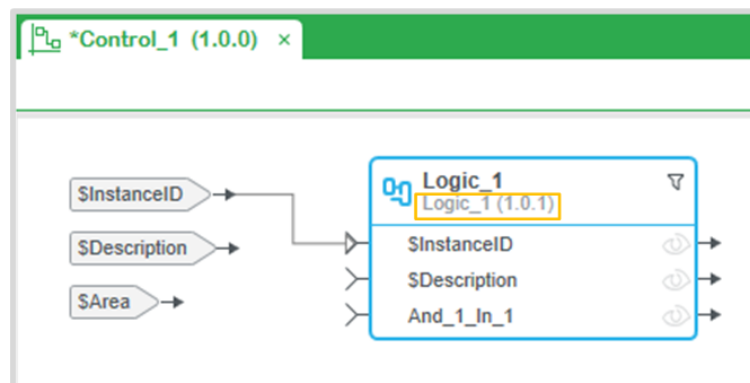 *Control_1 (1.0.0) ×
$InstanceID
$Description
$Area
Logic_1
Logic_1 (1.0.1)
$InstanceID
$Description
And_1_In_1